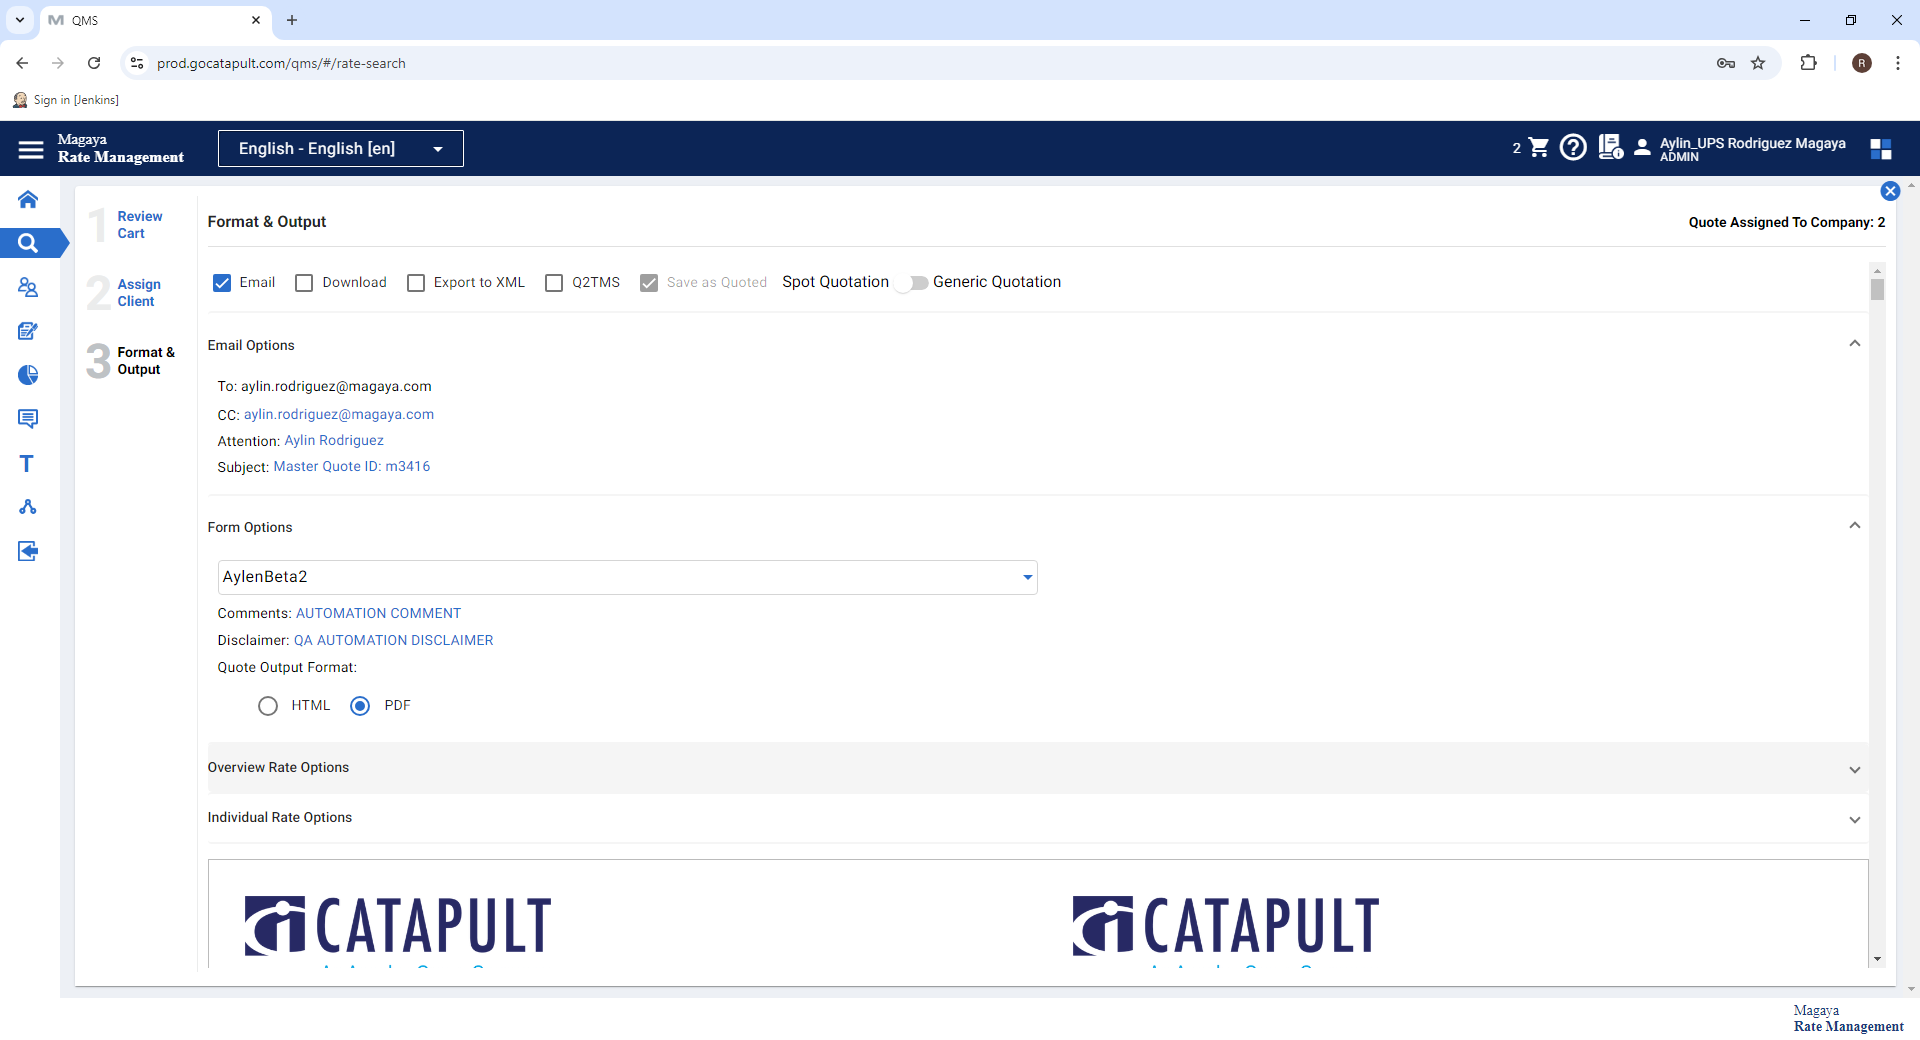 QMS
prod.gocatapult.com/qms/#/rate-search
R
Sign in [Jenkins]
Magaya
Rate Management
English - English [en]
2
Aylin_UPS Rodriguez Magaya
ADMIN
1 Review
Cart
2 Assign
Client
3 Format &
Output
T
Format & Output
Quote Assigned To Company: 2
Email
Download
Export to XML
Q2TMS
Save as Quoted
Spot Quotation
Generic Quotation
Email Options
To: aylin.rodriguez@magaya.com
CC: aylin.rodriguez@magaya.com
Attention: Aylin Rodriguez
Subject: Master Quote ID: m3416
Form Options
AylenBeta2
Comments: AUTOMATION COMMENT
Disclaimer: QA AUTOMATION DISCLAIMER
Quote Output Format:
HTML
PDF
Overview Rate Options
Individual Rate Options
CATAPULT
CATAPULT
Magaya
Rate Management